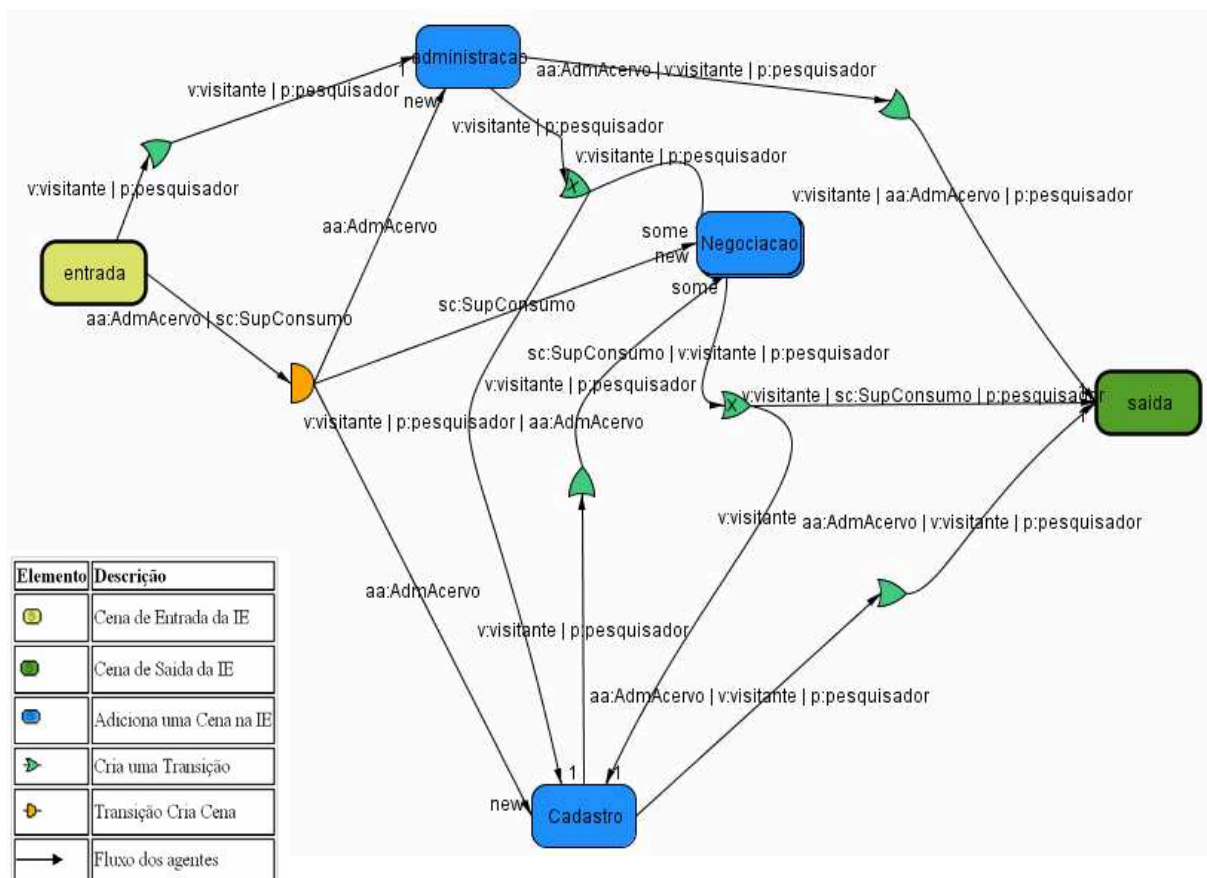 administracao
aa:AdmAcervo | v:visitante | p:pesquisador
v:visitante | p:pesquisador
1
new
v:visitante | p:pesquisador
v:visitante | p:pesquisador
v:visitante | p:pesquisador
v:visitante | aa:AdmAcervo | p:pesquisador
aa:AdmAcervo
some
Negociacao
new
entrada
some
sc:SupConsumo
aa:AdmAcervo | sc:SupConsumo
sc:SupConsumo | v:visitante | p:pesquisador
v:visitante | p:pesquisador
v:visitante | sc:SupConsumo | p:pesquisador
saida
1
v:visitante | p:pesquisador | aa:AdmAcervo
v:visitante
aa:AdmAcervo | v:visitante | p:pesquisador
aa:AdmAcervo
v:visitante | p:pesquisador
aa:AdmAcervo | v:visitante | p:pesquisador
1
1
new
Cadastro
Elemento Descrição
Cena de Entrada da IE
Cena de Saida da IE
Adiciona uma Cena na IE
Cria uma Transição
Transição Cria Cena
Fluxo dos agentes